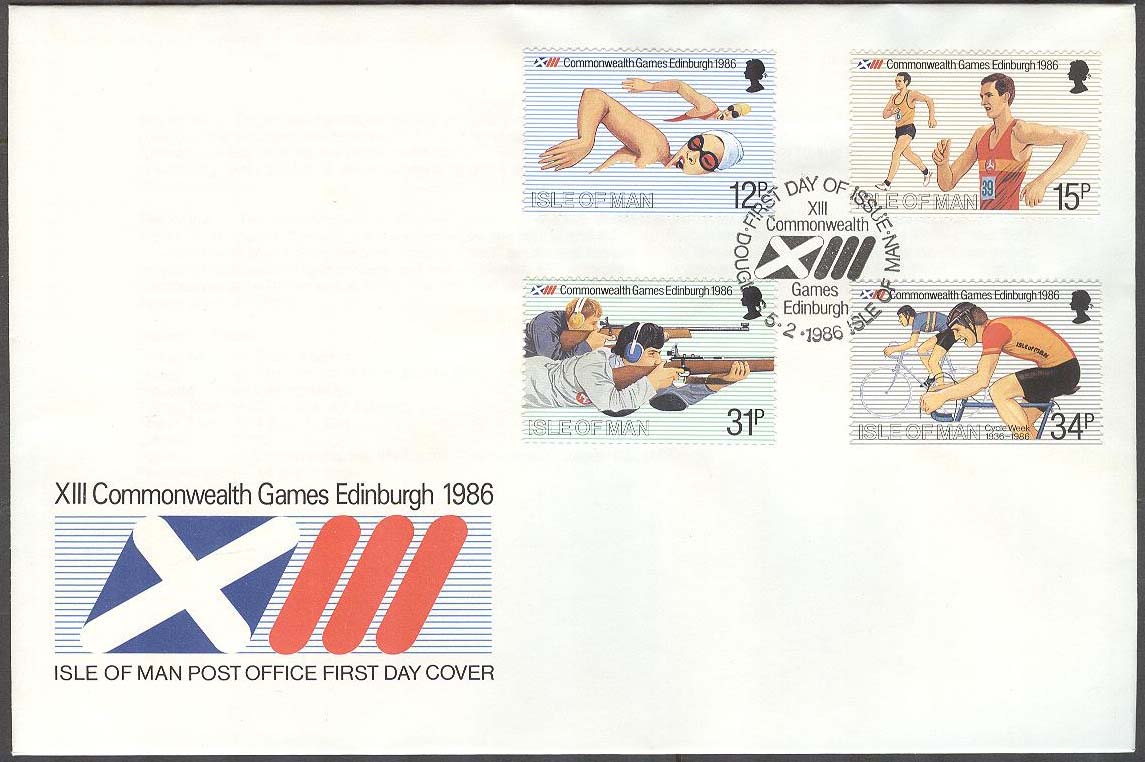 Commonwealth Games Edinburgh 1986
12P
ISLE OF MAN
Commonwealth Games Edinburgh 1986
39
15P
ISLE OF MAN
FIRST DAY OF ISSUE · ISLE OF MAN
XIII
Commonwealth
Games
Edinburgh
5·2·1986
Commonwealth Games Edinburgh 1986
31P
ISLE OF MAN
Commonwealth Games Edinburgh 1986
ISLE OF MAN
ISLE OF MAN
Cycle Week
1936–1986
34P
XIII Commonwealth Games Edinburgh 1986
ISLE OF MAN POST OFFICE FIRST DAY COVER